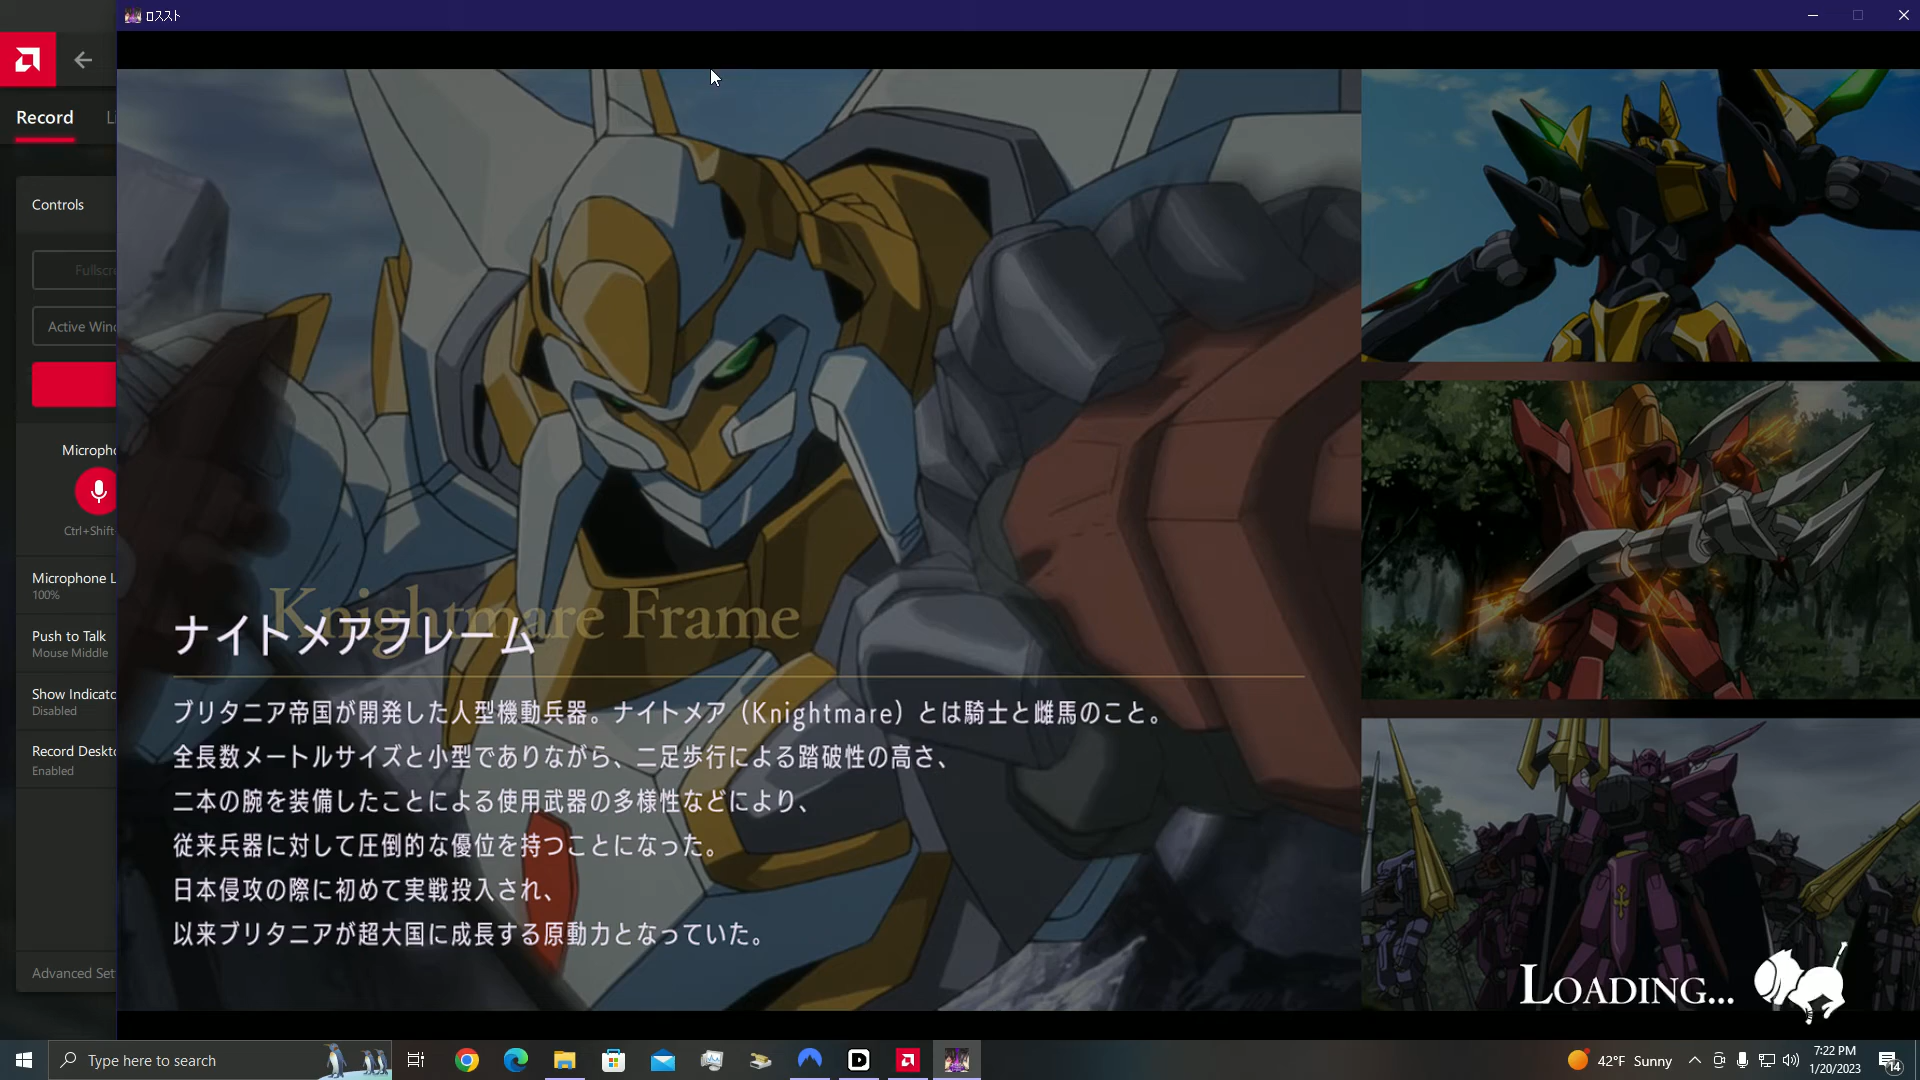 ロススト
Record
Controls
Microph
Ctrl+Shift
Microphone L
100%
Push to Talk
Mouse Middle
Show Indicato
Disabled
Record Deskto
Enabled
Advanced Set
Fullscre
Active Wind
Knightmare Frame
ナイトメアフレーム
ブリタニア帝国が開発した人型機動兵器。ナイトメア（Knightmare）とは騎士と雌馬のこと。
全長数メートルサイズと小型でありながら、二足歩行による踏破性の高さ、
二本の腕を装備したことによる使用武器の多様性などにより、
従来兵器に対して圧倒的な優位を持つことになった。
日本侵攻の際に初めて実戦投入され、
以来ブリタニアが超大国に成長する原動力となっていた。
LOADING...
Type here to search
42°F Sunny
7:22 PM
1/20/2023
14